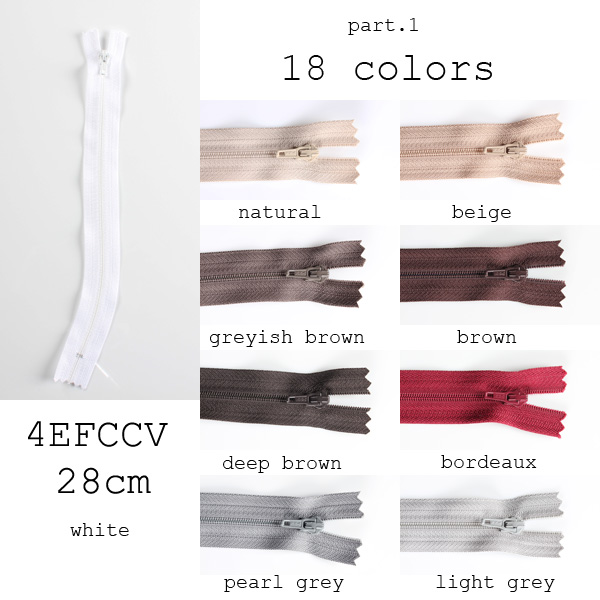 part.1
18 colors
natural
beige
greyish brown
brown
deep brown
bordeaux
pearl grey
light grey
4EFCCV
28cm
white